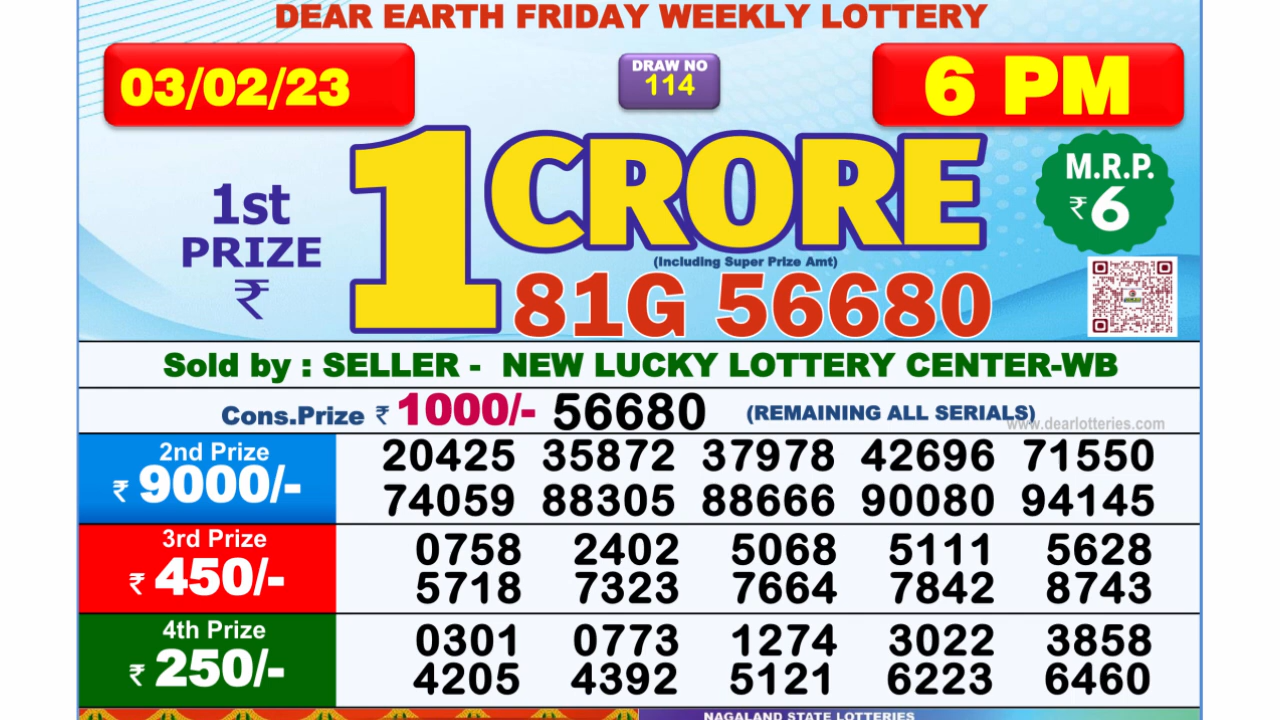 DEAR EARTH FRIDAY WEEKLY LOTTERY
03/02/23
DRAW NO
114
6 PM
1st
PRIZE
₹
1 CRORE
(Including Super Prize Amt)
81G 56680
M.R.P.
₹6
Sold by : SELLER - NEW LUCKY LOTTERY CENTER-WB
Cons.Prize ₹ 1000/- 56680 (REMAINING ALL SERIALS)
www.dearlotteries.com
2nd Prize
₹ 9000/-
20425 35872 37978 42696 71550
74059 88305 88666 90080 94145
3rd Prize
₹ 450/-
0758 2402 5068 5111 5628
5718 7323 7664 7842 8743
4th Prize
₹ 250/-
0301 0773 1274 3022 3858
4205 4392 5121 6223 6460
NAGALAND STATE LOTTERIES